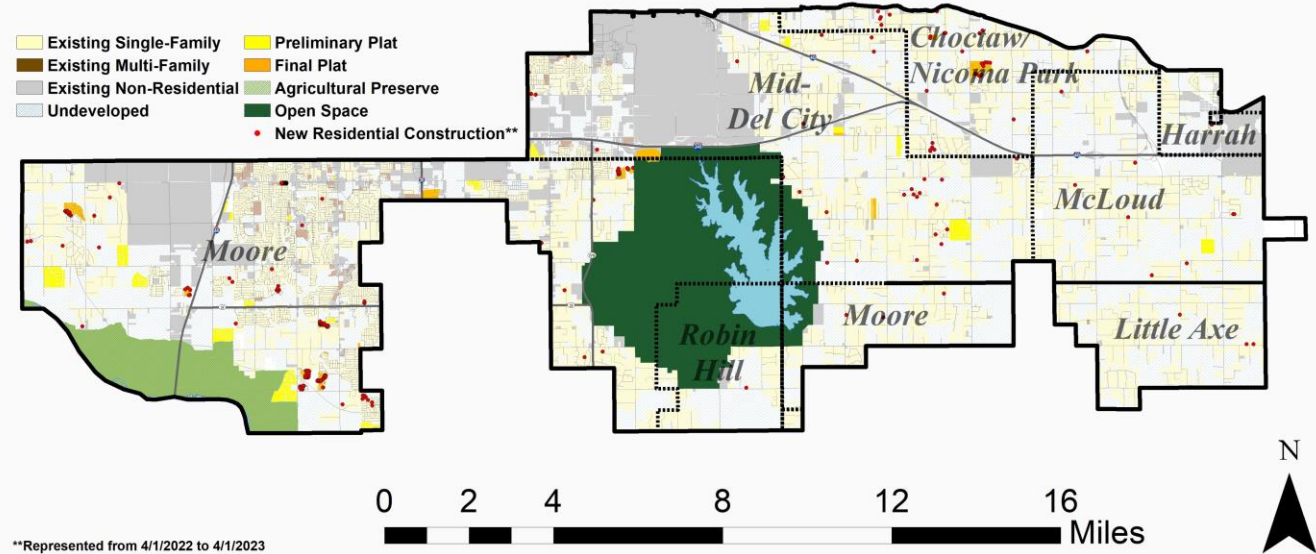 Existing Single-Family
Existing Multi-Family
Existing Non-Residential
Undeveloped
Preliminary Plat
Final Plat
Agricultural Preserve
Open Space
New Residential Construction**
Choctaw/
Nicoma Park
Mid-
Del City
Harrah
McLoud
Moore
Moore
Robin
Hill
Little Axe
N
0 2 4 8 12 16
Miles
**Represented from 4/1/2022 to 4/1/2023